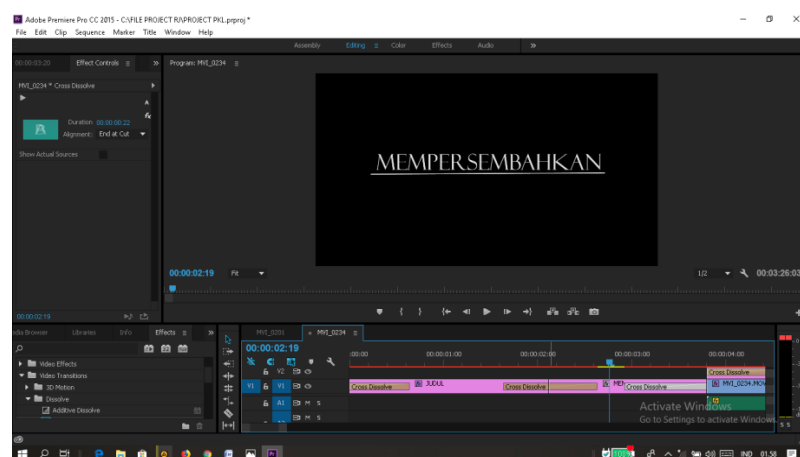 Adobe Premiere Pro CC 2015 - C:\FILE PROJECT RA\PROJECT PKL.prproj *
File Edit Clip Sequence Marker Title Window Help
Assembly Editing Color Effects Audio
00:00:03:20 Effect Controls Program: MVI_0234
MVI_0234 * Cross Dissolve
Duration 00:00:00:22
Alignment: End at Cut
Show Actual Sources
MEMPERSEMBAHKAN
00:00:02:19 Fit 1/2 00:03:26:03
00:00:02:19
dia Browser Libraries Info Effects MVI_0201 × MVI_0234
00:00:02:19
:00:00 00:00:01:00 00:00:02:00 00:00:03:00 00:00:04:00
Video Effects
Video Transitions
3D Motion
Dissolve
Additive Dissolve
V2
Cross Dissolve
V1 V1 Cross Dissolve JUDUL Cross Dissolve MEM Cross Dissolve MVI_0234.MOV
A1 M S
M S
Activate Windows
Go to Settings to activate Windows
S S
100%
IND 01.58